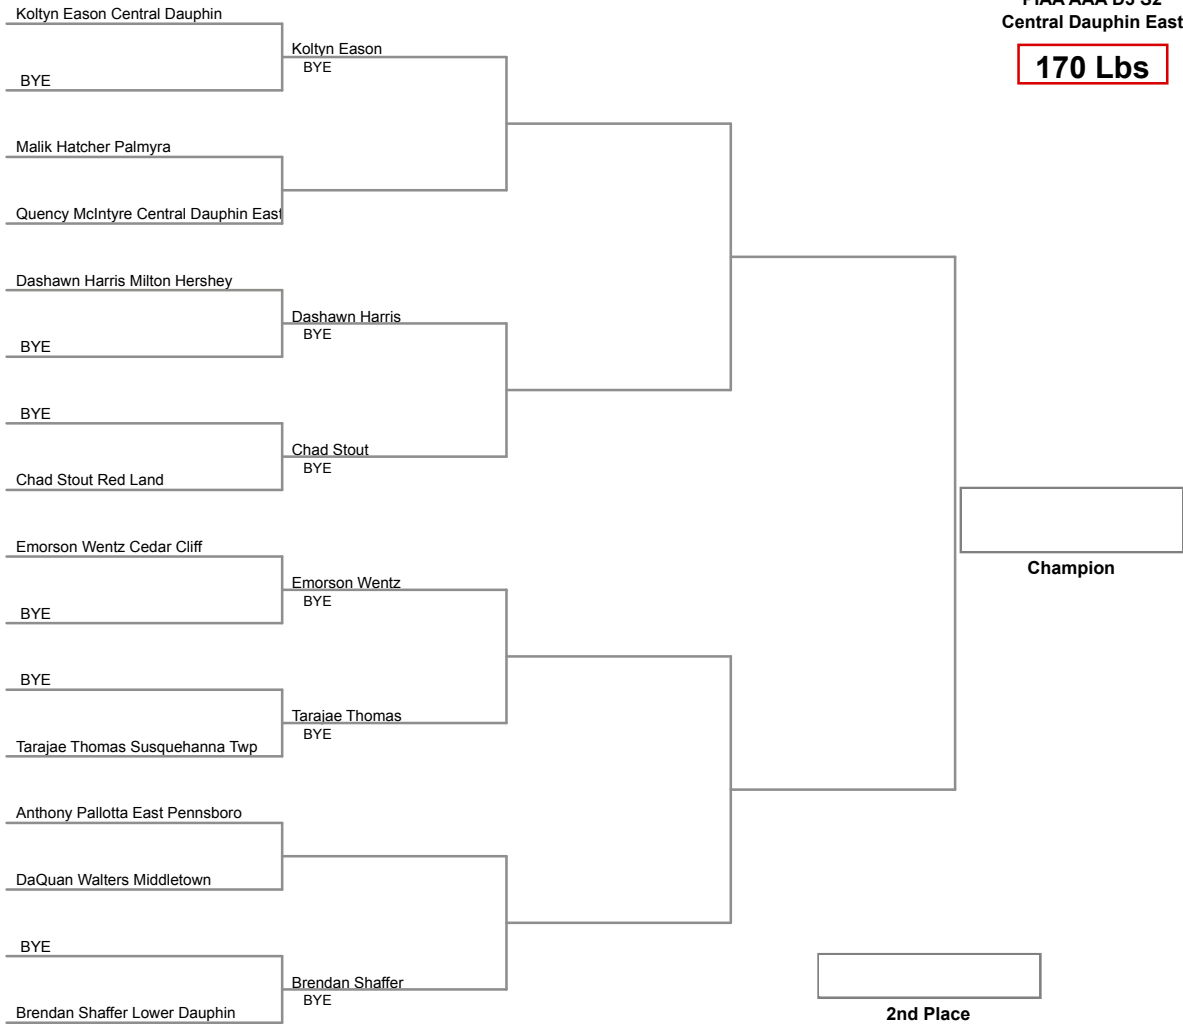 PIAA AAA D3 S2
Central Dauphin East
170 Lbs
Koltyn Eason Central Dauphin
Koltyn Eason
BYE
BYE
Malik Hatcher Palmyra
Quency McIntyre Central Dauphin East
Dashawn Harris Milton Hershey
Dashawn Harris
BYE
BYE
BYE
Chad Stout
BYE
Chad Stout Red Land
Emorson Wentz Cedar Cliff
Emorson Wentz
BYE
BYE
BYE
Tarajae Thomas
BYE
Tarajae Thomas Susquehanna Twp
Anthony Pallotta East Pennsboro
DaQuan Walters Middletown
BYE
Brendan Shaffer
BYE
Brendan Shaffer Lower Dauphin
Champion
2nd Place